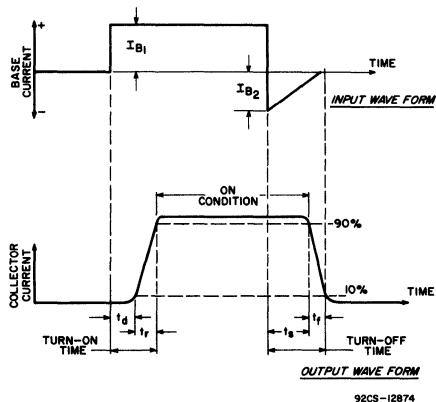 +
BASE
CURRENT
−
I_B1
I_B2
TIME
INPUT WAVE FORM
ON
CONDITION
90%
COLLECTOR
CURRENT
10%
TIME
t_d
t_r
t_s
t_f
TURN-ON
TIME
TURN-OFF
TIME
OUTPUT WAVE FORM
92CS-12874